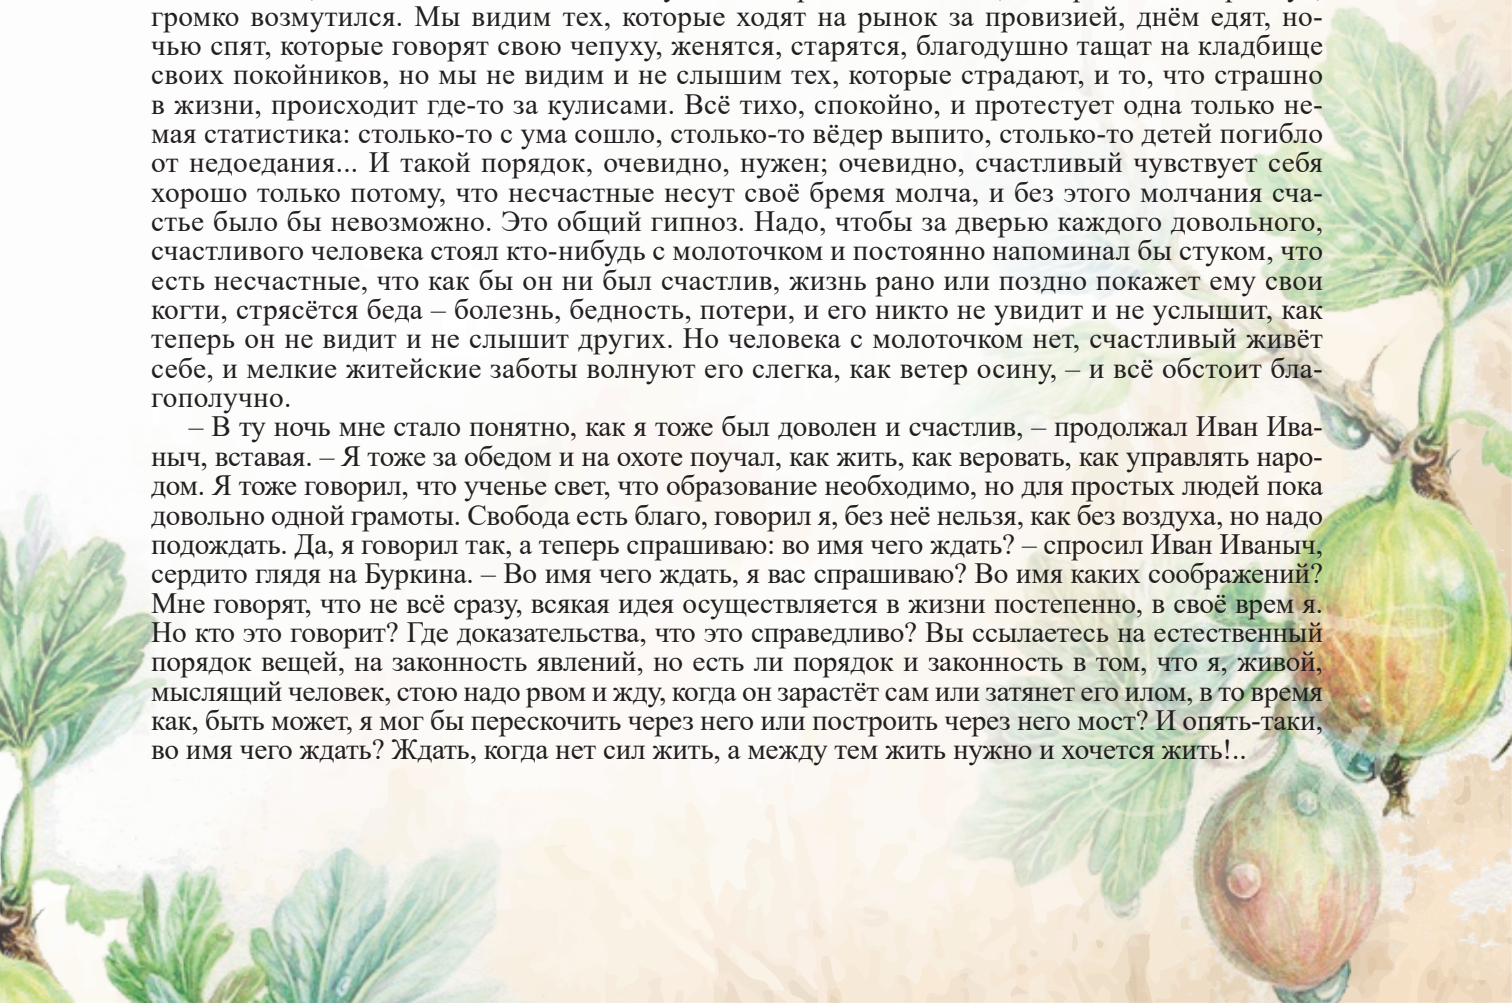 громко возмутился. Мы видим тех, которые ходят на рынок за провизией, днём едят, но-
чью спят, которые говорят свою чепуху, женятся, старятся, благодушно тащат на кладбище
своих покойников, но мы не видим и не слышим тех, которые страдают, и то, что страшно
в жизни, происходит где-то за кулисами. Всё тихо, спокойно, и протестует одна только не-
мая статистика: столько-то с ума сошло, столько-то вёдер выпито, столько-то детей погибло
от недоедания... И такой порядок, очевидно, нужен; очевидно, счастливый чувствует себя
хорошо только потому, что несчастные несут своё бремя молча, и без этого молчания сча-
стье было бы невозможно. Это общий гипноз. Надо, чтобы за дверью каждого довольного,
счастливого человека стоял кто-нибудь с молоточком и постоянно напоминал бы стуком, что
есть несчастные, что как бы он ни был счастлив, жизнь рано или поздно покажет ему свои
когти, стрясётся беда – болезнь, бедность, потери, и его никто не увидит и не услышит, как
теперь он не видит и не слышит других. Но человека с молоточком нет, счастливый живёт
себе, и мелкие житейские заботы волнуют его слегка, как ветер осину, – и всё обстоит бла-
гополучно.
– В ту ночь мне стало понятно, как я тоже был доволен и счастлив, – продолжал Иван Ива-
ныч, вставая. – Я тоже за обедом и на охоте поучал, как жить, как веровать, как управлять наро-
дом. Я тоже говорил, что ученье свет, что образование необходимо, но для простых людей пока
довольно одной грамоты. Свобода есть благо, говорил я, без неё нельзя, как без воздуха, но надо
подождать. Да, я говорил так, а теперь спрашиваю: во имя чего ждать? – спросил Иван Иваныч,
сердито глядя на Буркина. – Во имя чего ждать, я вас спрашиваю? Во имя каких соображений?
Мне говорят, что не всё сразу, всякая идея осуществляется в жизни постепенно, в своё врем я.
Но кто это говорит? Где доказательства, что это справедливо? Вы ссылаетесь на естественный
порядок вещей, на законность явлений, но есть ли порядок и законность в том, что я, живой,
мыслящий человек, стою надо рвом и жду, когда он зарастёт сам или затянет его илом, в то время
как, быть может, я мог бы перескочить через него или построить через него мост? И опять-таки,
во имя чего ждать? Ждать, когда нет сил жить, а между тем жить нужно и хочется жить!..